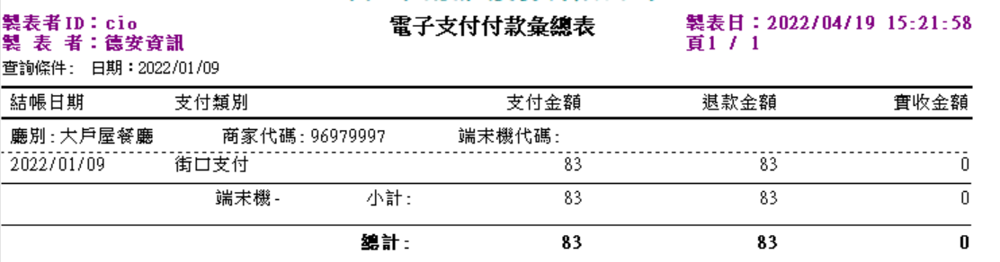 製表者ID：cio 電子支付付款彙總表 製表日：2022/04/19 15:21:58
製 表 者：德安資訊 頁1 / 1
查詢條件: 日期：2022/01/09
結帳日期 支付類別 支付金額 退款金額 實收金額
廳別:大戶屋餐廳 商家代碼:96979997 端末機代碼:
2022/01/09 街口支付 83 83 0
端末機- 小計: 83 83 0
總計: 83 83 0